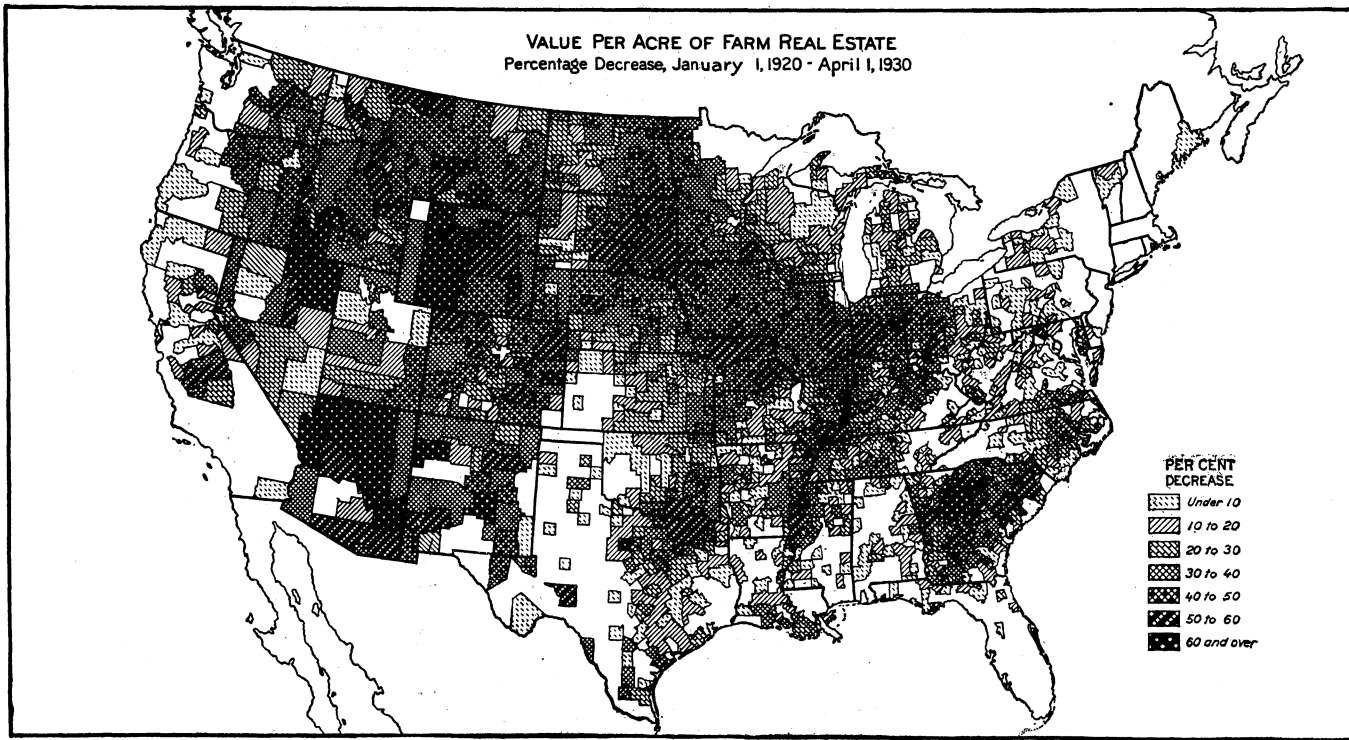 VALUE PER ACRE OF FARM REAL ESTATE
Percentage Decrease, January 1, 1920 - April 1, 1930
PER CENT
DECREASE
Under 10
10 to 20
20 to 30
30 to 40
40 to 50
50 to 60
60 and over